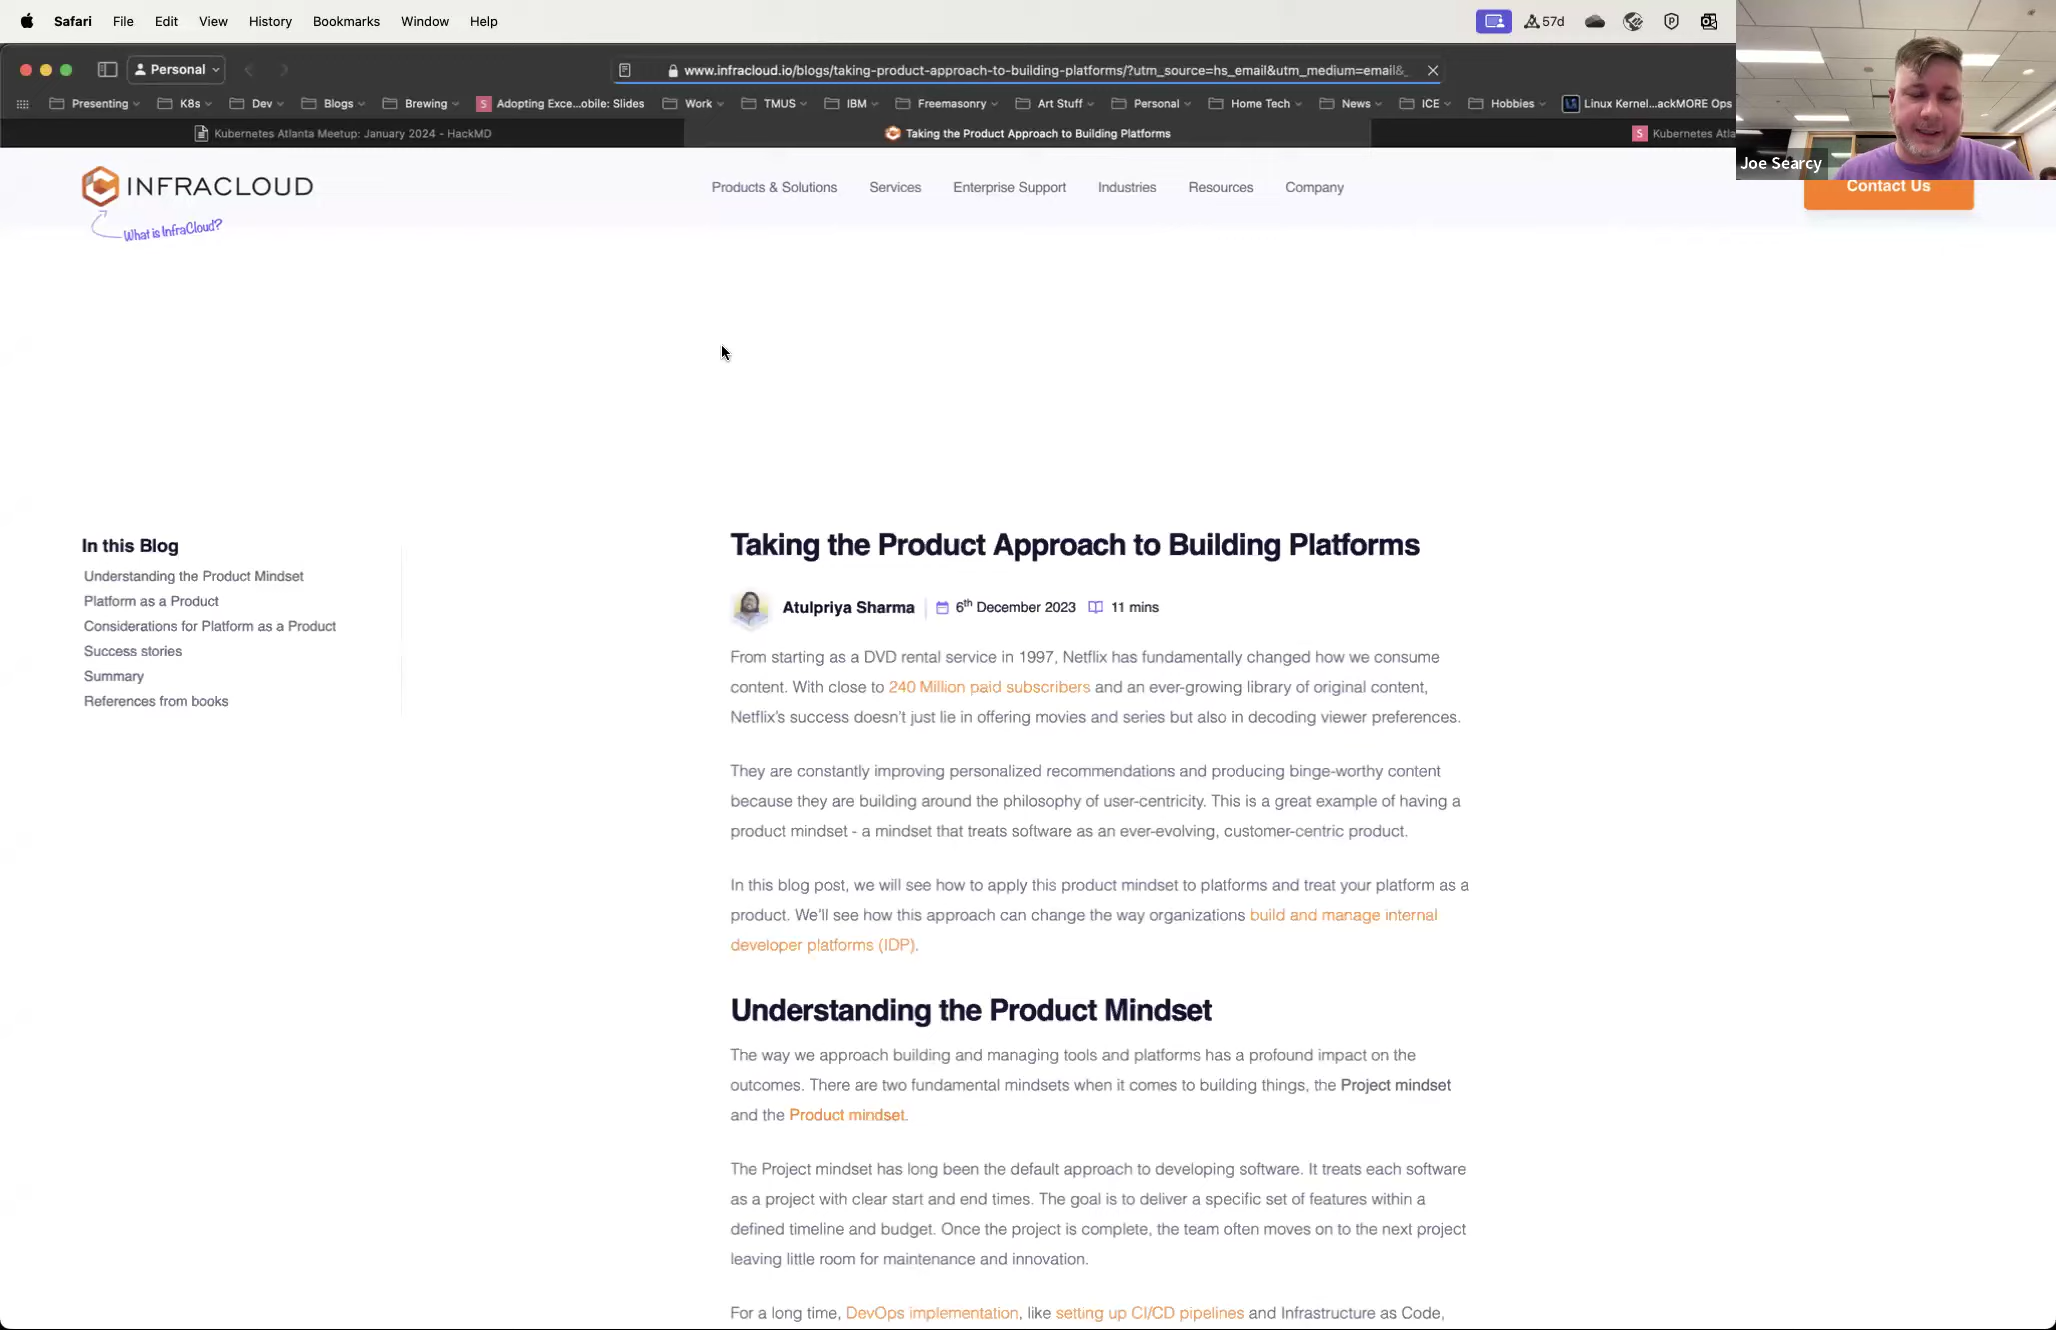 Safari File Edit View History Bookmarks Window Help
57d
Personal
www.infracloud.io/blogs/taking-product-approach-to-building-platforms/?utm_source=hs_email&utm_medium=email&_
Presenting K8s Dev Blogs Brewing S Adopting Exce...obile: Slides Work TMUS IBM Freemasonry Art Stuff Personal Home Tech News ICE Hobbies Linux Kernel...ackMORE Ops
Kubernetes Atlanta Meetup: January 2024 - HackMD
Taking the Product Approach to Building Platforms
S Kubernetes Atla
Joe Searcy
INFRACLOUD
What is InfraCloud?
Products & Solutions Services Enterprise Support Industries Resources Company
Contact Us
In this Blog
Understanding the Product Mindset
Platform as a Product
Considerations for Platform as a Product
Success stories
Summary
References from books
Taking the Product Approach to Building Platforms
Atulpriya Sharma 6th December 2023 11 mins
From starting as a DVD rental service in 1997, Netflix has fundamentally changed how we consume
content. With close to 240 Million paid subscribers and an ever-growing library of original content,
Netflix's success doesn't just lie in offering movies and series but also in decoding viewer preferences.
They are constantly improving personalized recommendations and producing binge-worthy content
because they are building around the philosophy of user-centricity. This is a great example of having a
product mindset - a mindset that treats software as an ever-evolving, customer-centric product.
In this blog post, we will see how to apply this product mindset to platforms and treat your platform as a
product. We'll see how this approach can change the way organizations build and manage internal
developer platforms (IDP).
Understanding the Product Mindset
The way we approach building and managing tools and platforms has a profound impact on the
outcomes. There are two fundamental mindsets when it comes to building things, the Project mindset
and the Product mindset.
The Project mindset has long been the default approach to developing software. It treats each software
as a project with clear start and end times. The goal is to deliver a specific set of features within a
defined timeline and budget. Once the project is complete, the team often moves on to the next project
leaving little room for maintenance and innovation.
For a long time, DevOps implementation, like setting up CI/CD pipelines and Infrastructure as Code,